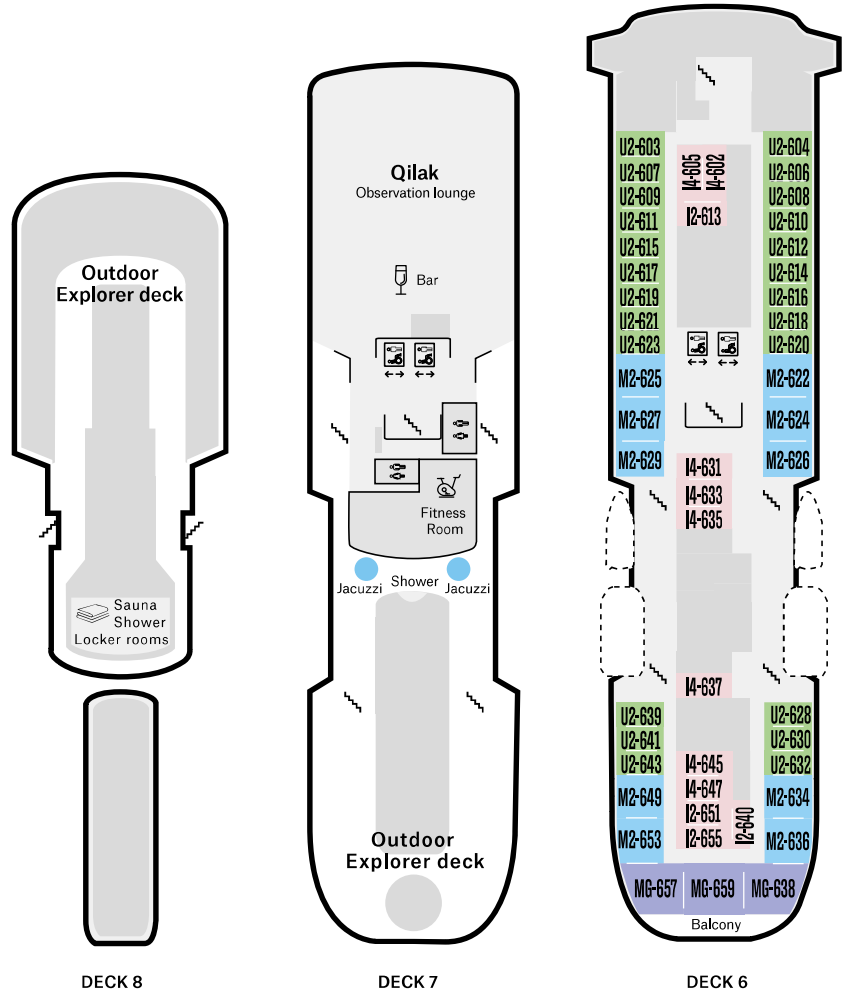 Outdoor
Explorer deck
Sauna
Shower
Locker rooms
DECK 8
Qilak
Observation lounge
Bar
Fitness
Room
Jacuzzi
Shower
Jacuzzi
Outdoor
Explorer deck
DECK 7
U2-603
U2-607
U2-609
U2-611
U2-615
U2-617
U2-619
U2-621
U2-623
M2-625
M2-627
M2-629
I4-605
I4-602
I2-613
U2-604
U2-606
U2-608
U2-610
U2-612
U2-614
U2-616
U2-618
U2-620
M2-622
M2-624
M2-626
I4-631
I4-633
I4-635
I4-637
U2-639
U2-641
U2-643
M2-649
M2-653
I4-645
I4-647
I2-651
I2-655
I2-640
U2-628
U2-630
U2-632
M2-634
M2-636
MG-657
MG-659
MG-638
Balcony
DECK 6